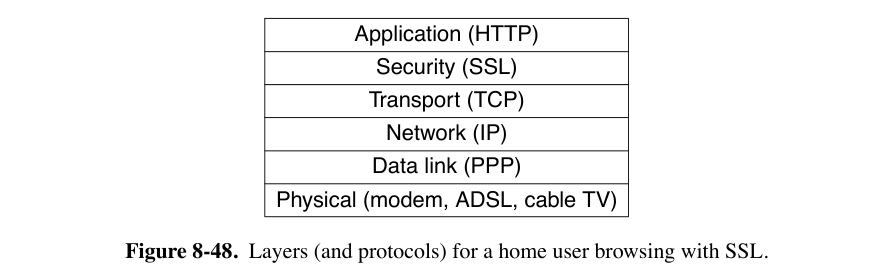 Application (HTTP)
Security (SSL)
Transport (TCP)
Network (IP)
Data link (PPP)
Physical (modem, ADSL, cable TV)
Figure 8-48. Layers (and protocols) for a home user browsing with SSL.